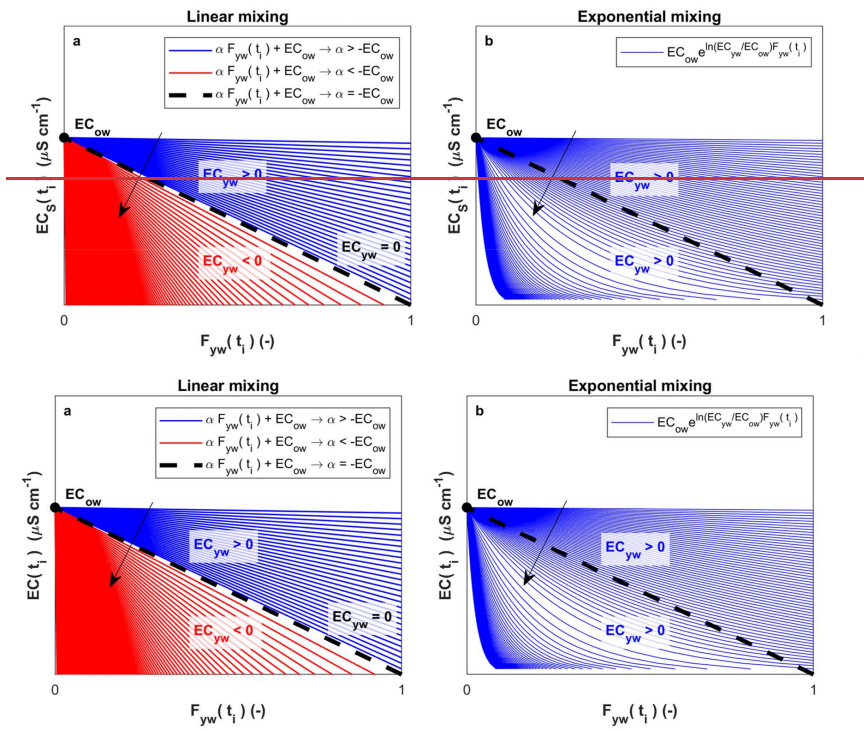 Linear mixing
a
α F_yw( t_i ) + EC_ow → α > -EC_ow
α F_yw( t_i ) + EC_ow → α < -EC_ow
α F_yw( t_i ) + EC_ow → α = -EC_ow
EC_ow
EC_yw > 0
EC_yw = 0
EC_yw < 0
EC_S( t_i ) (μS cm^-1)
0
1
F_yw( t_i ) (-)
Exponential mixing
b
EC_ow e^ln(EC_yw/EC_ow)F_yw( t_i )
EC_ow
EC_yw > 0
EC_yw > 0
EC_S( t_i ) (μS cm^-1)
0
1
F_yw( t_i ) (-)
Linear mixing
a
α F_yw( t_i ) + EC_ow → α > -EC_ow
α F_yw( t_i ) + EC_ow → α < -EC_ow
α F_yw( t_i ) + EC_ow → α = -EC_ow
EC_ow
EC_yw > 0
EC_yw < 0
EC_yw = 0
EC( t_i ) (μS cm^-1)
0
1
F_yw( t_i ) (-)
Exponential mixing
b
EC_ow e^ln(EC_yw/EC_ow)F_yw( t_i )
EC_ow
EC_yw > 0
EC_yw > 0
EC( t_i ) (μS cm^-1)
0
1
F_yw( t_i ) (-)